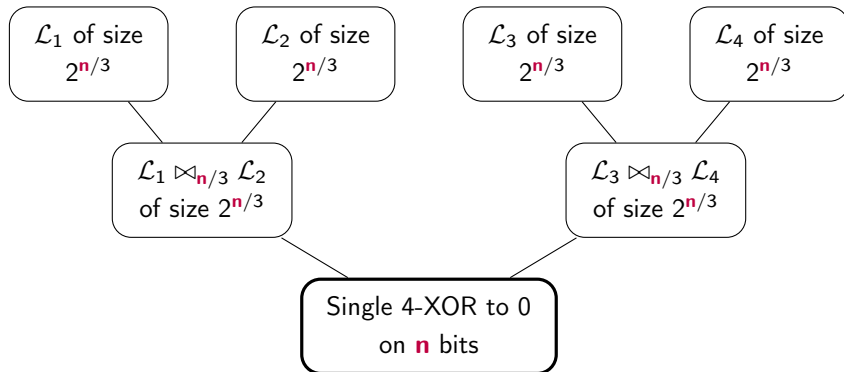 𝓛₁ of size
2^{n/3}
𝓛₂ of size
2^{n/3}
𝓛₃ of size
2^{n/3}
𝓛₄ of size
2^{n/3}
𝓛₁ ⋈_{n/3} 𝓛₂
of size 2^{n/3}
𝓛₃ ⋈_{n/3} 𝓛₄
of size 2^{n/3}
Single 4-XOR to 0
on n bits